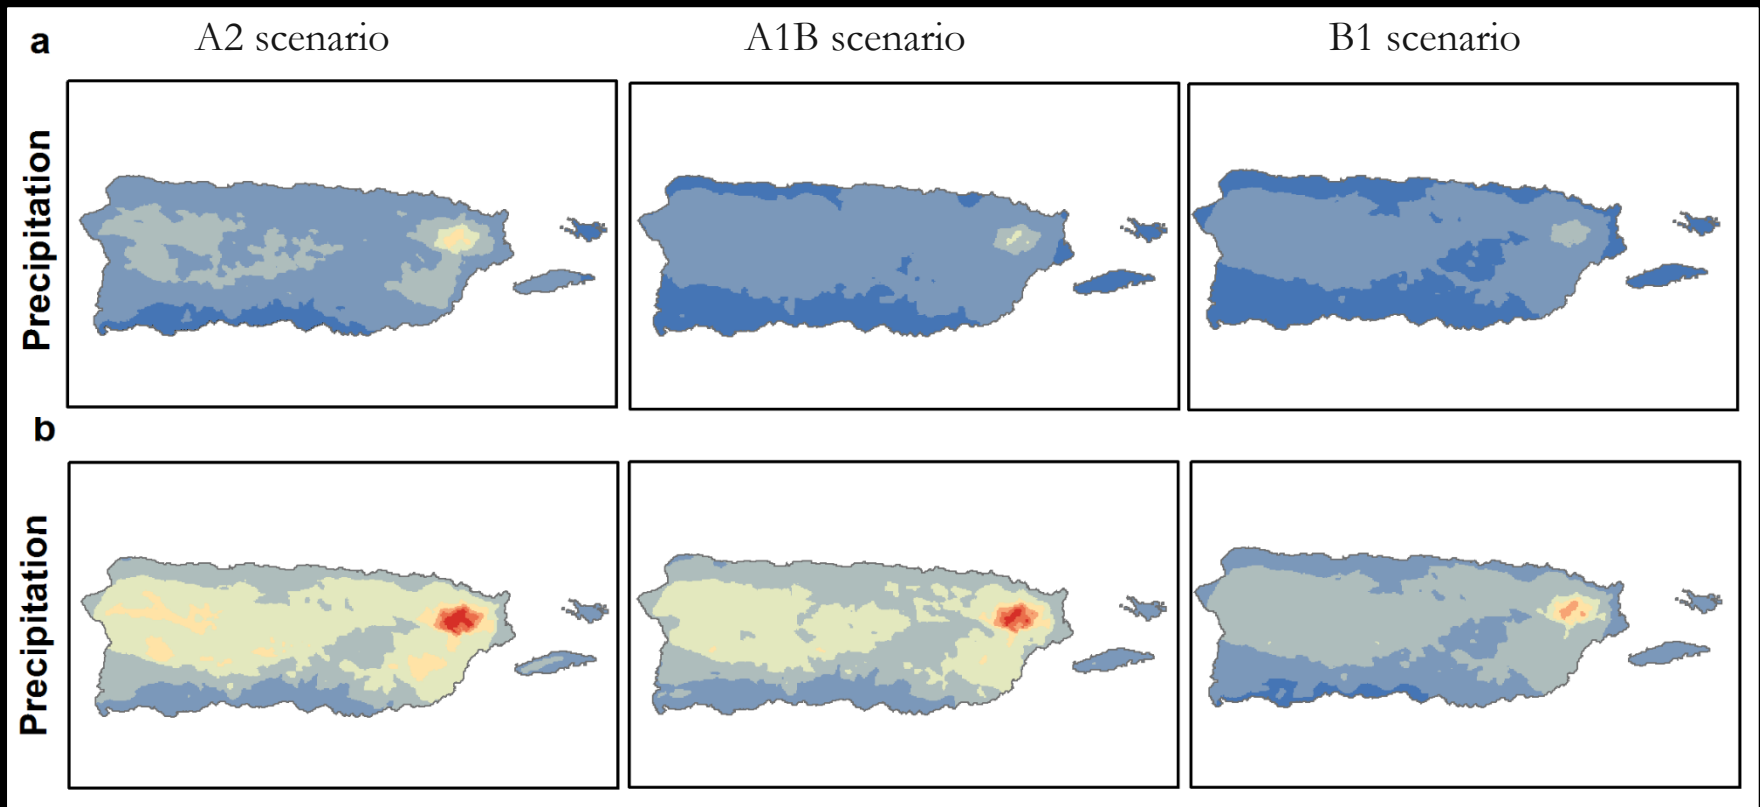 a
A2 scenario
A1B scenario
B1 scenario
Precipitation
b
Precipitation